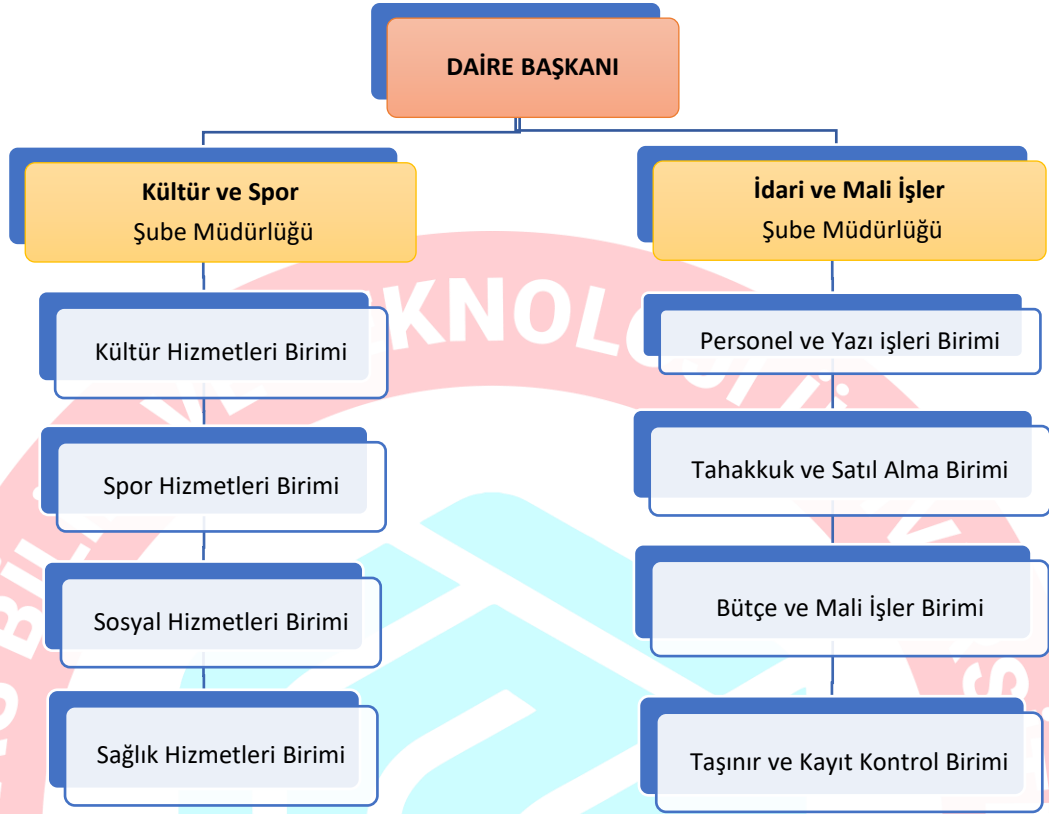 DAİRE BAŞKANI
Kültür ve Spor
Şube Müdürlüğü
İdari ve Mali İşler
Şube Müdürlüğü
Kültür Hizmetleri Birimi
Personel ve Yazı işleri Birimi
Spor Hizmetleri Birimi
Tahakkuk ve Satıl Alma Birimi
Sosyal Hizmetleri Birimi
Bütçe ve Mali İşler Birimi
Sağlık Hizmetleri Birimi
Taşınır ve Kayıt Kontrol Birimi